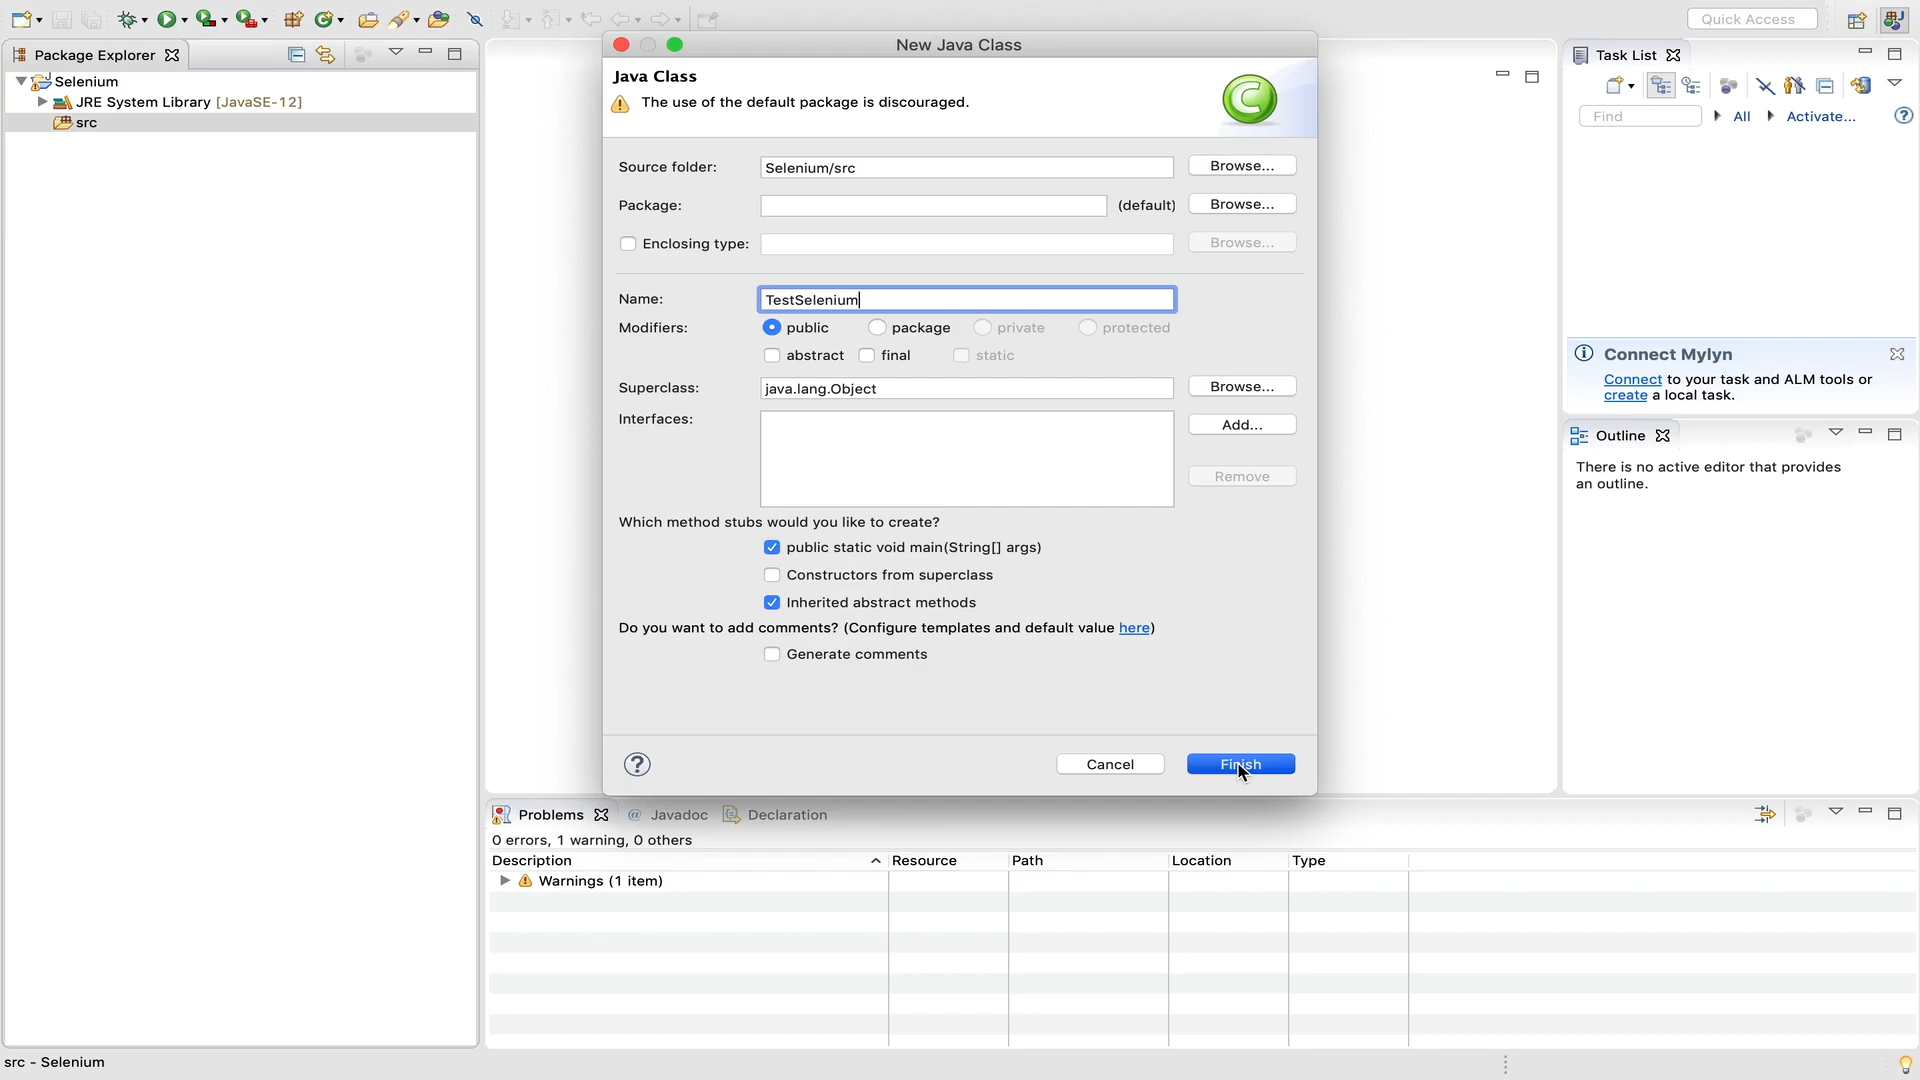 Quick Access
Package Explorer
Selenium
JRE System Library [JavaSE-12]
src
New Java Class
Java Class
The use of the default package is discouraged.
Source folder: Selenium/src Browse...
Package: (default) Browse...
Enclosing type: Browse...
Name: TestSelenium
Modifiers: public package private protected
abstract final static
Superclass: java.lang.Object Browse...
Interfaces: Add...
Remove
Which method stubs would you like to create?
public static void main(String[] args)
Constructors from superclass
Inherited abstract methods
Do you want to add comments? (Configure templates and default value here)
Generate comments
Cancel Finish
Task List
Find All Activate...
Connect Mylyn
Connect to your task and ALM tools or
create a local task.
Outline
There is no active editor that provides
an outline.
Problems @ Javadoc Declaration
0 errors, 1 warning, 0 others
Description Resource Path Location Type
Warnings (1 item)
src - Selenium